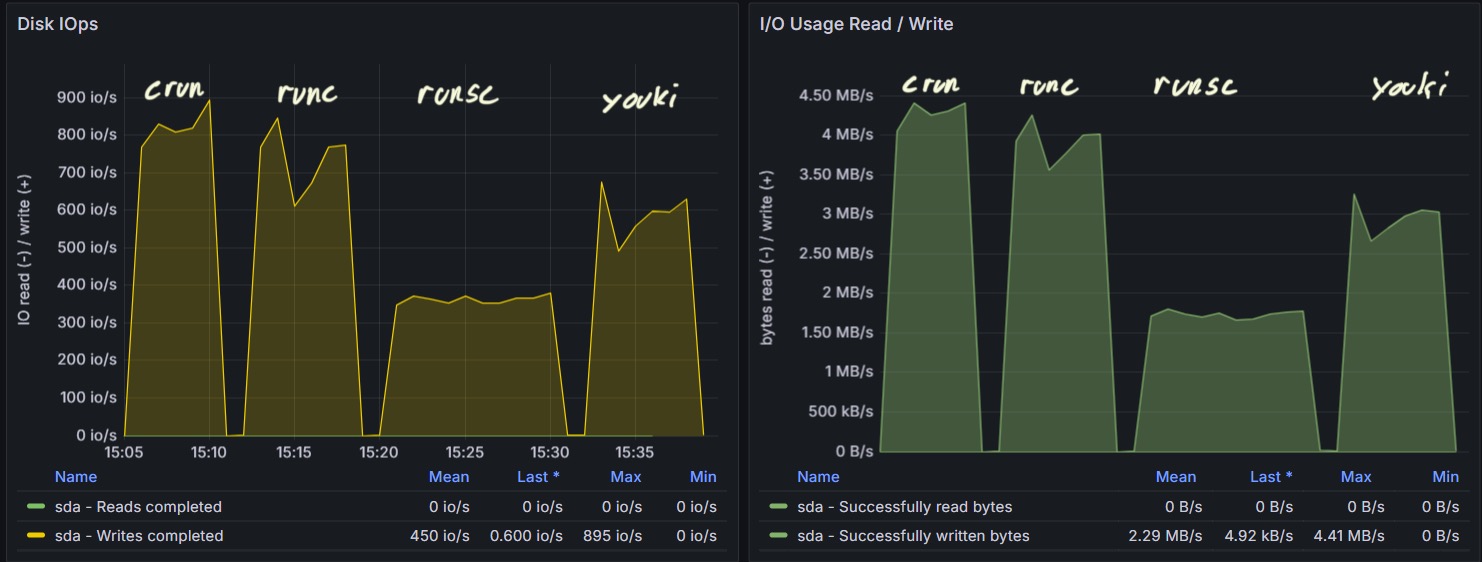 Disk IOps
IO read (-) / write (+)
900 io/s
800 io/s
700 io/s
600 io/s
500 io/s
400 io/s
300 io/s
200 io/s
100 io/s
0 io/s
crun runc runsc youki
15:05 15:10 15:15 15:20 15:25 15:30 15:35
Name Mean Last * Max Min
sda - Reads completed 0 io/s 0 io/s 0 io/s 0 io/s
sda - Writes completed 450 io/s 0.600 io/s 895 io/s 0 io/s
I/O Usage Read / Write
bytes read (-) / write (+)
4.50 MB/s
4 MB/s
3.50 MB/s
3 MB/s
2.50 MB/s
2 MB/s
1.50 MB/s
1 MB/s
500 kB/s
0 B/s
crun runc runsc youki
Name Mean Last * Max Min
sda - Successfully read bytes 0 B/s 0 B/s 0 B/s 0 B/s
sda - Successfully written bytes 2.29 MB/s 4.92 kB/s 4.41 MB/s 0 B/s